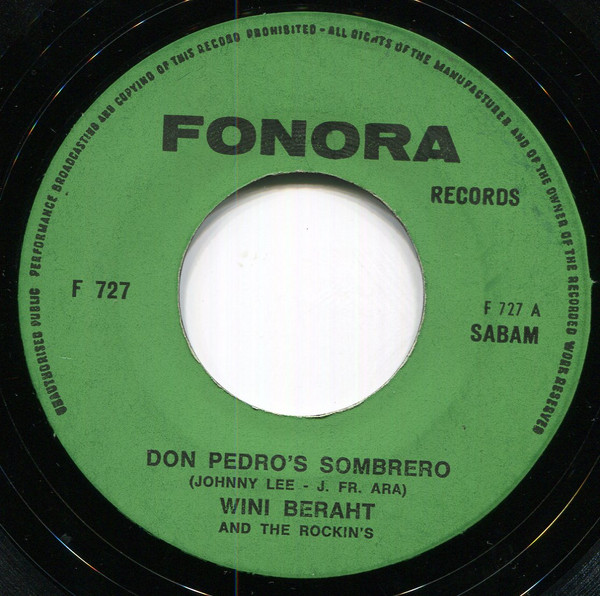 UNAUTHORISED PUBLIC PERFORMANCE BROADCASTING AND COPYING OF THIS RECORD PROHIBITED - ALL RIGHTS OF THE MANUFACTURER AND OF THE OWNER OF THE RECORDED WORK RESERVED
FONORA
RECORDS
F 727
F 727 A
SABAM
DON PEDRO'S SOMBRERO
(JOHNNY LEE - J. FR. ARA)
WINI BERAHT
AND THE ROCKIN'S